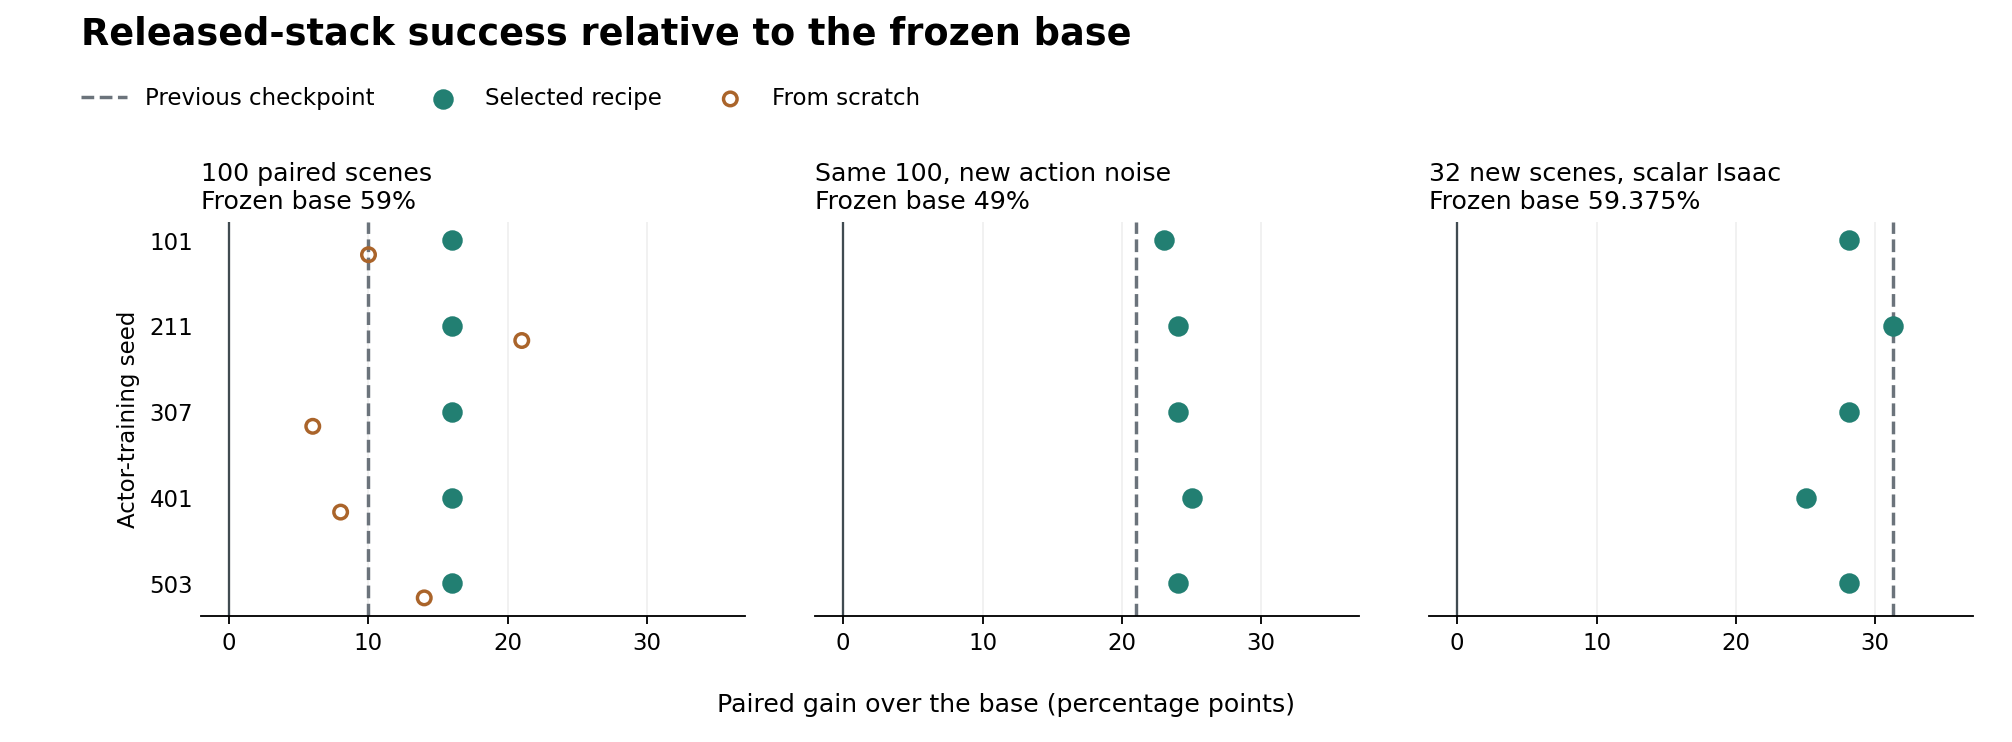 Released-stack success relative to the frozen base
Previous checkpoint
Selected recipe
From scratch
100 paired scenes
Frozen base 59%
Same 100, new action noise
Frozen base 49%
32 new scenes, scalar Isaac
Frozen base 59.375%
Actor-training seed
101
211
307
401
503
0 10 20 30
0 10 20 30
0 10 20 30
Paired gain over the base (percentage points)